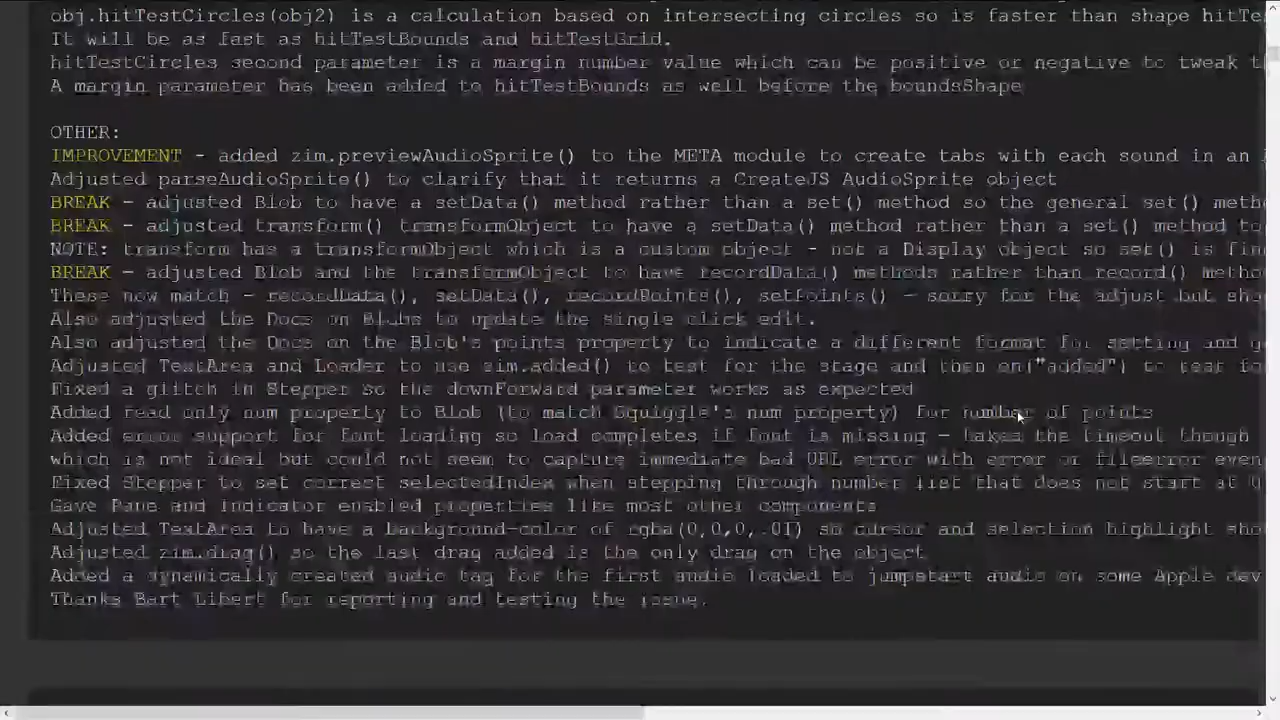 obj.hitTestCircles(obj2) is a calculation based on intersecting circles so is faster than shape hitTe
It will be as fast as hitTestBounds and hitTestGrid.
hitTestCircles second parameter is a margin number value which can be positive or negative to tweak t
A margin parameter has been added to hitTestBounds as well before the boundsShape
OTHER:
IMPROVEMENT - added zim.previewAudioSprite() to the META module to create tabs with each sound in an
Adjusted parseAudioSprite() to clarify that it returns a CreateJS AudioSprite object
BREAK - adjusted Blob to have a setData() method rather than a set() method so the general set() meth
BREAK - adjusted transform() transformObject to have a setData() method rather than a set() method to
NOTE: transform has a transformObject which is a custom object - not a Display object so set() is fin
BREAK - adjusted Blob and the transformObject to have recordData() methods rather than record() metho
These now match - recordData(), setData(), recordPoints(), setPoints() - sorry for the adjust but sho
Also adjusted the Docs on Blobs to update the single click edit.
Also adjusted the Docs on the Blob's points property to indicate a different format for setting and g
Adjusted TextArea and Loader to use zim.added() to test for the stage and then on("added") to test fo
Fixed a glitch in Stepper so the downForward parameter works as expected
Added read only num property to Blob (to match Squiggle's num property) for number of points
Added error support for font loading so load completes if font is missing - takes the timeout though
which is not ideal but could not seem to capture immediate bad URL error with error or fileerror even
Fixed Stepper to set correct selectedIndex when stepping through number list that does not start at 0
Gave Pane and Indicator enabled properties like most other components
Adjusted TextArea to have a background-color of rgba(0,0,0,.01) so cursor and selection highlight sho
Adjusted zim.drag() so the last drag added is the only drag on the object
Added a dynamically created audio tag for the first audio loaded to jumpstart audio on some Apple dev
Thanks Bart Libert for reporting and testing the issue.